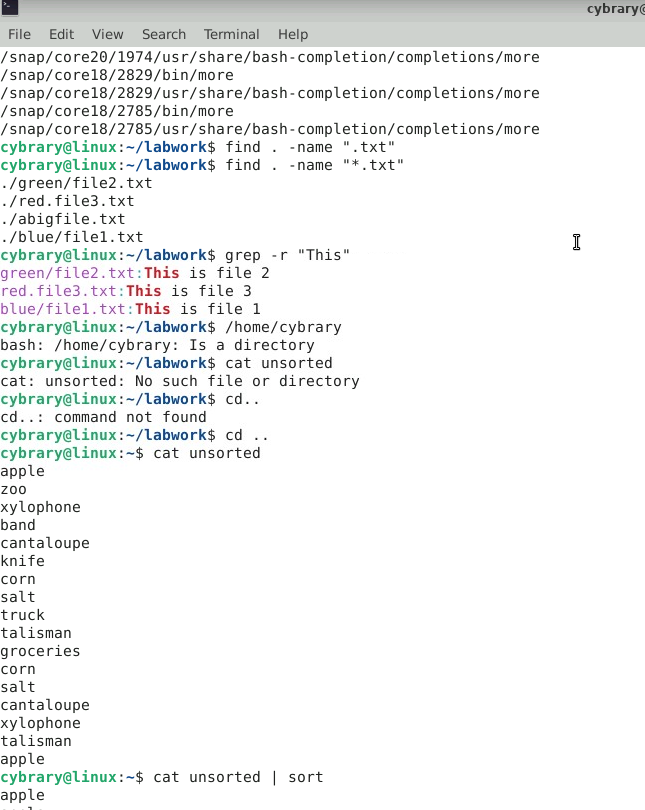 cybrary@
File Edit View Search Terminal Help
/snap/core20/1974/usr/share/bash-completion/completions/more
/snap/core18/2829/bin/more
/snap/core18/2829/usr/share/bash-completion/completions/more
/snap/core18/2785/bin/more
/snap/core18/2785/usr/share/bash-completion/completions/more
cybrary@linux:~/labwork$ find . -name ".txt"
cybrary@linux:~/labwork$ find . -name "*.txt"
./green/file2.txt
./red.file3.txt
./abigfile.txt
./blue/file1.txt
cybrary@linux:~/labwork$ grep -r "This"
green/file2.txt:This is file 2
red.file3.txt:This is file 3
blue/file1.txt:This is file 1
cybrary@linux:~/labwork$ /home/cybrary
bash: /home/cybrary: Is a directory
cybrary@linux:~/labwork$ cat unsorted
cat: unsorted: No such file or directory
cybrary@linux:~/labwork$ cd..
cd..: command not found
cybrary@linux:~/labwork$ cd ..
cybrary@linux:~$ cat unsorted
apple
zoo
xylophone
band
cantaloupe
knife
corn
salt
truck
talisman
groceries
corn
salt
cantaloupe
xylophone
talisman
apple
cybrary@linux:~$ cat unsorted | sort
apple